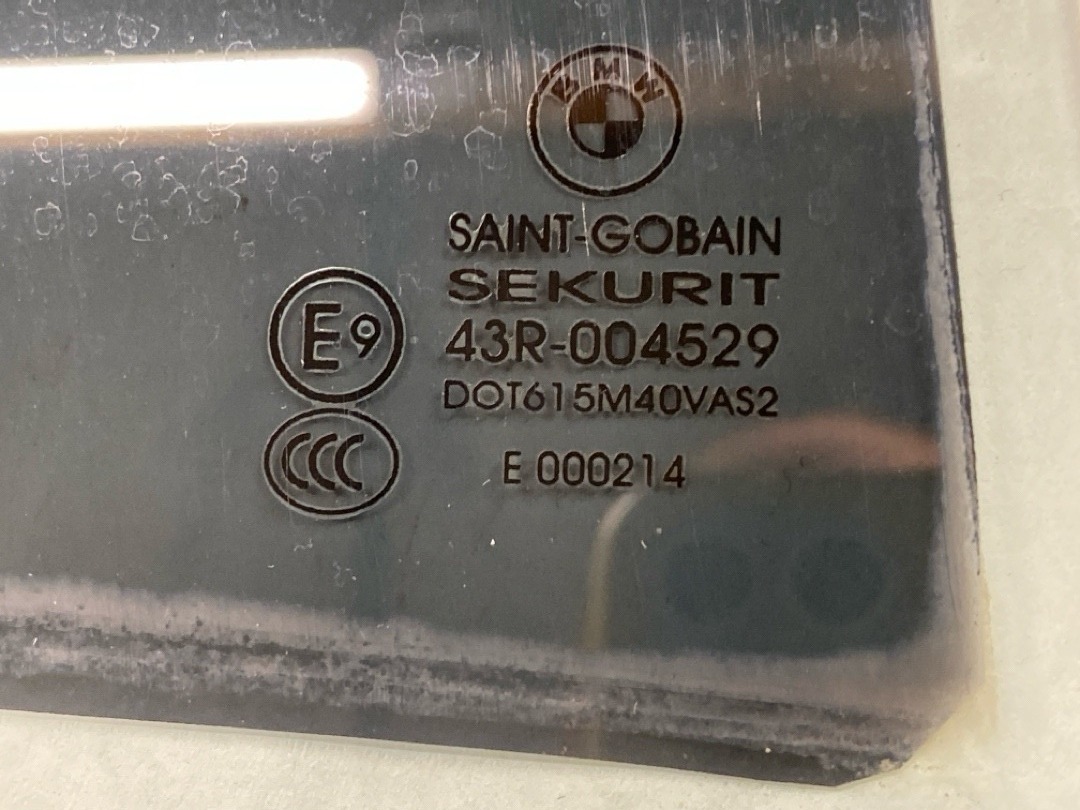 BMW
SAINT-GOBAIN
SEKURIT
E9
43R-004529
DOT615M40VAS2
CCC
E 000214